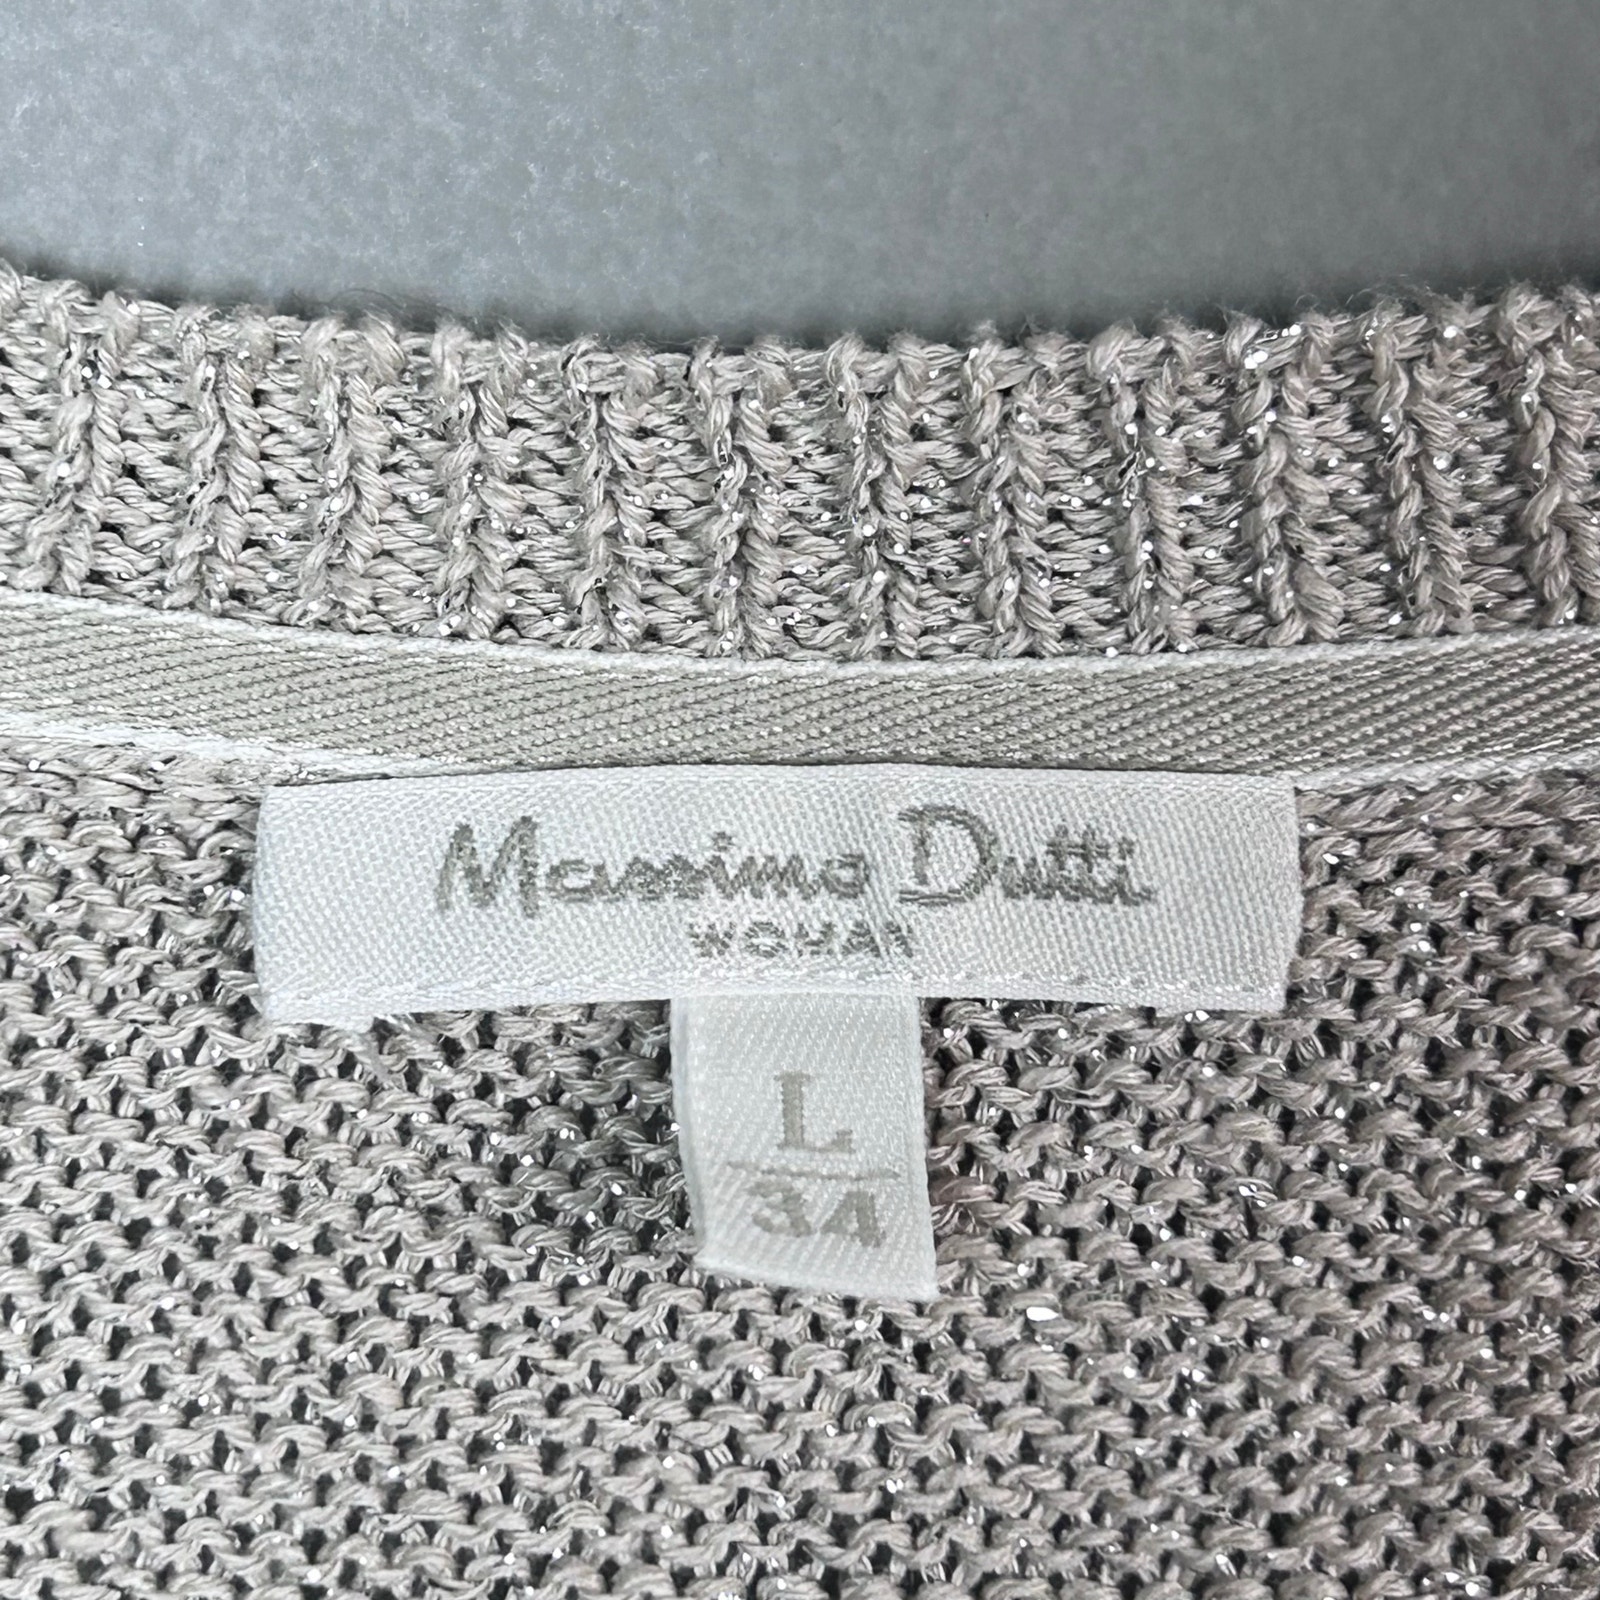 Massimo Dutti
WOMAN
L
34